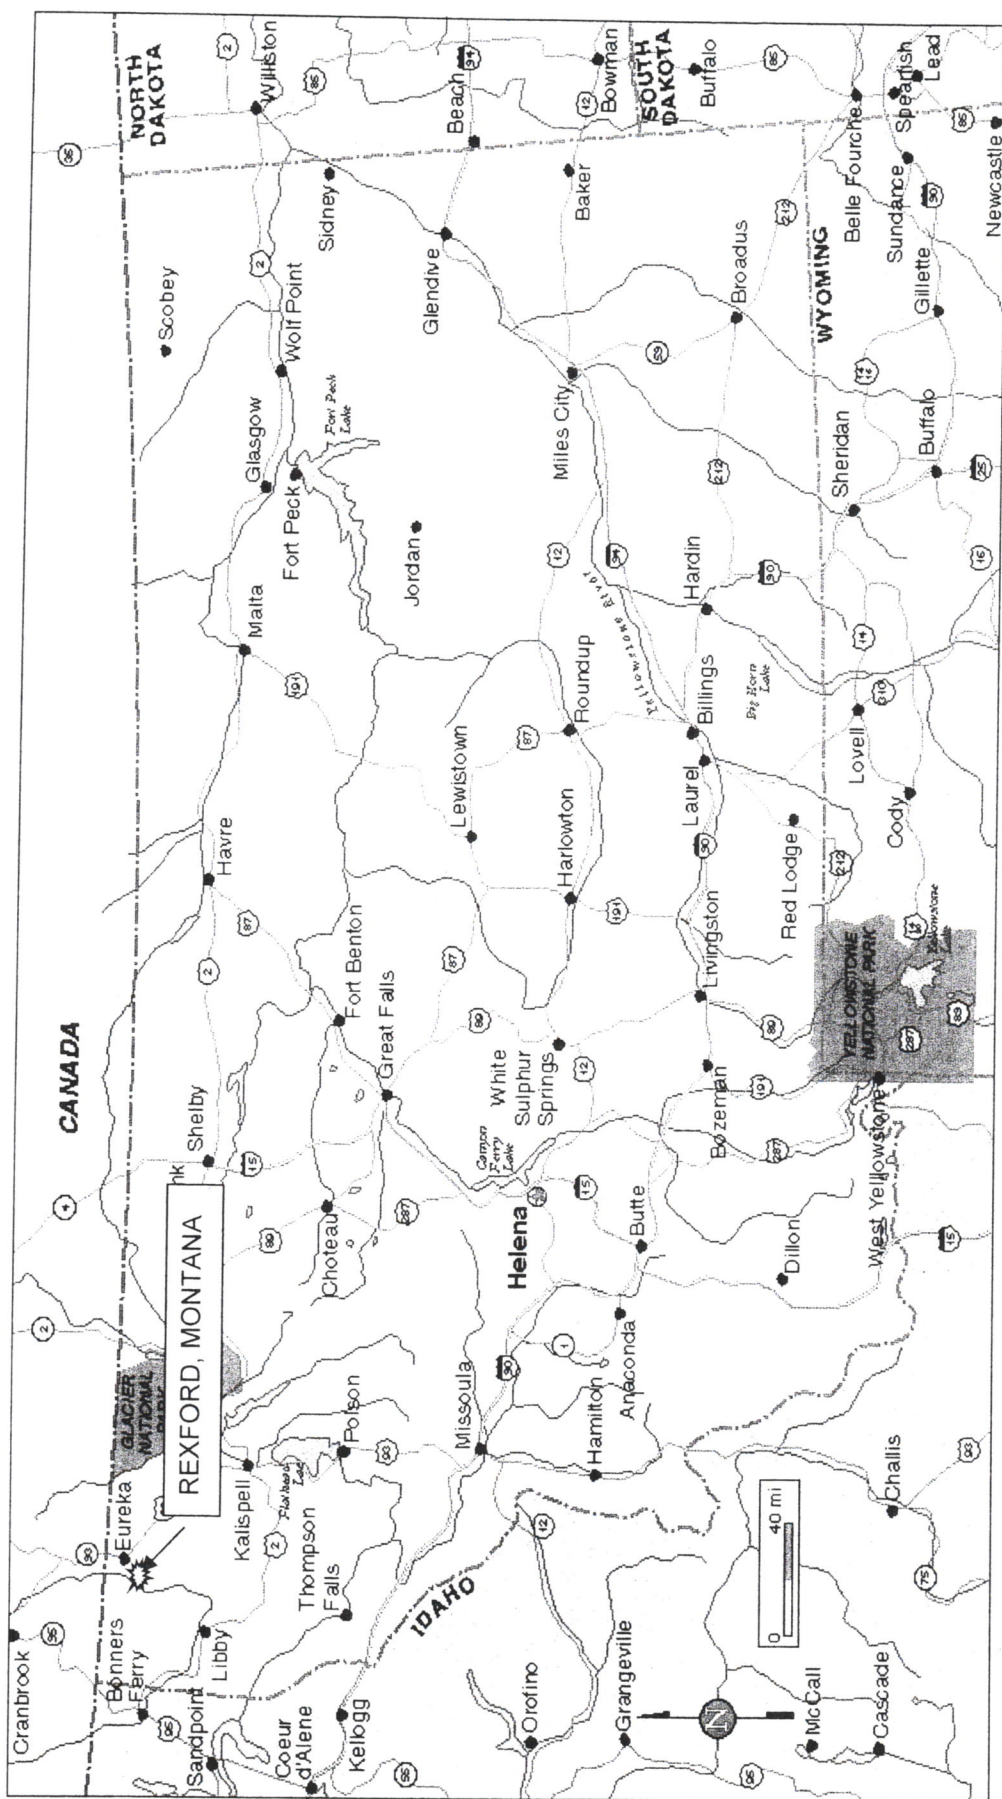 CANADA
NORTH
DAKOTA
SOUTH
DAKOTA
WYOMING
IDAHO
REXFORD, MONTANA
GLACIER
NATIONAL
YELLOWSTONE
NATIONAL PARK
Cranbrook
Bonners
Ferry
Sandpoint
Coeur
d'Alene
Kellogg
Libby
Eureka
Kalispell
Flathead
Thompson
Falls
Polson
Missoula
Hamilton
Anaconda
Orofino
Grangeville
McCall
Cascade
Challis
nk
Shelby
Choteau
Great Falls
Fort Benton
Havre
Malta
Glasgow
Fort Peck
Fort Peck
Lake
Wolf Point
Scobey
Williston
Sidney
Glendive
Beach
Bowman
Baker
Buffalo
Jordan
Lewistown
Harlowton
Roundup
White
Sulphur
Springs
Canyon
Ferry
Lake
Helena
Butte
Dillon
Bozeman
Livingston
Red Lodge
Laurel
Billings
Yellowstone River
Big Horn
Lake
Hardin
Miles City
Broadus
West Yellowstone
Yellowstone
Lake
Cody
Lovell
Sheridan
Buffalo
Gillette
Sundance
Belle Fourche
Spearfish
Lead
Newcastle
0
40 mi
N